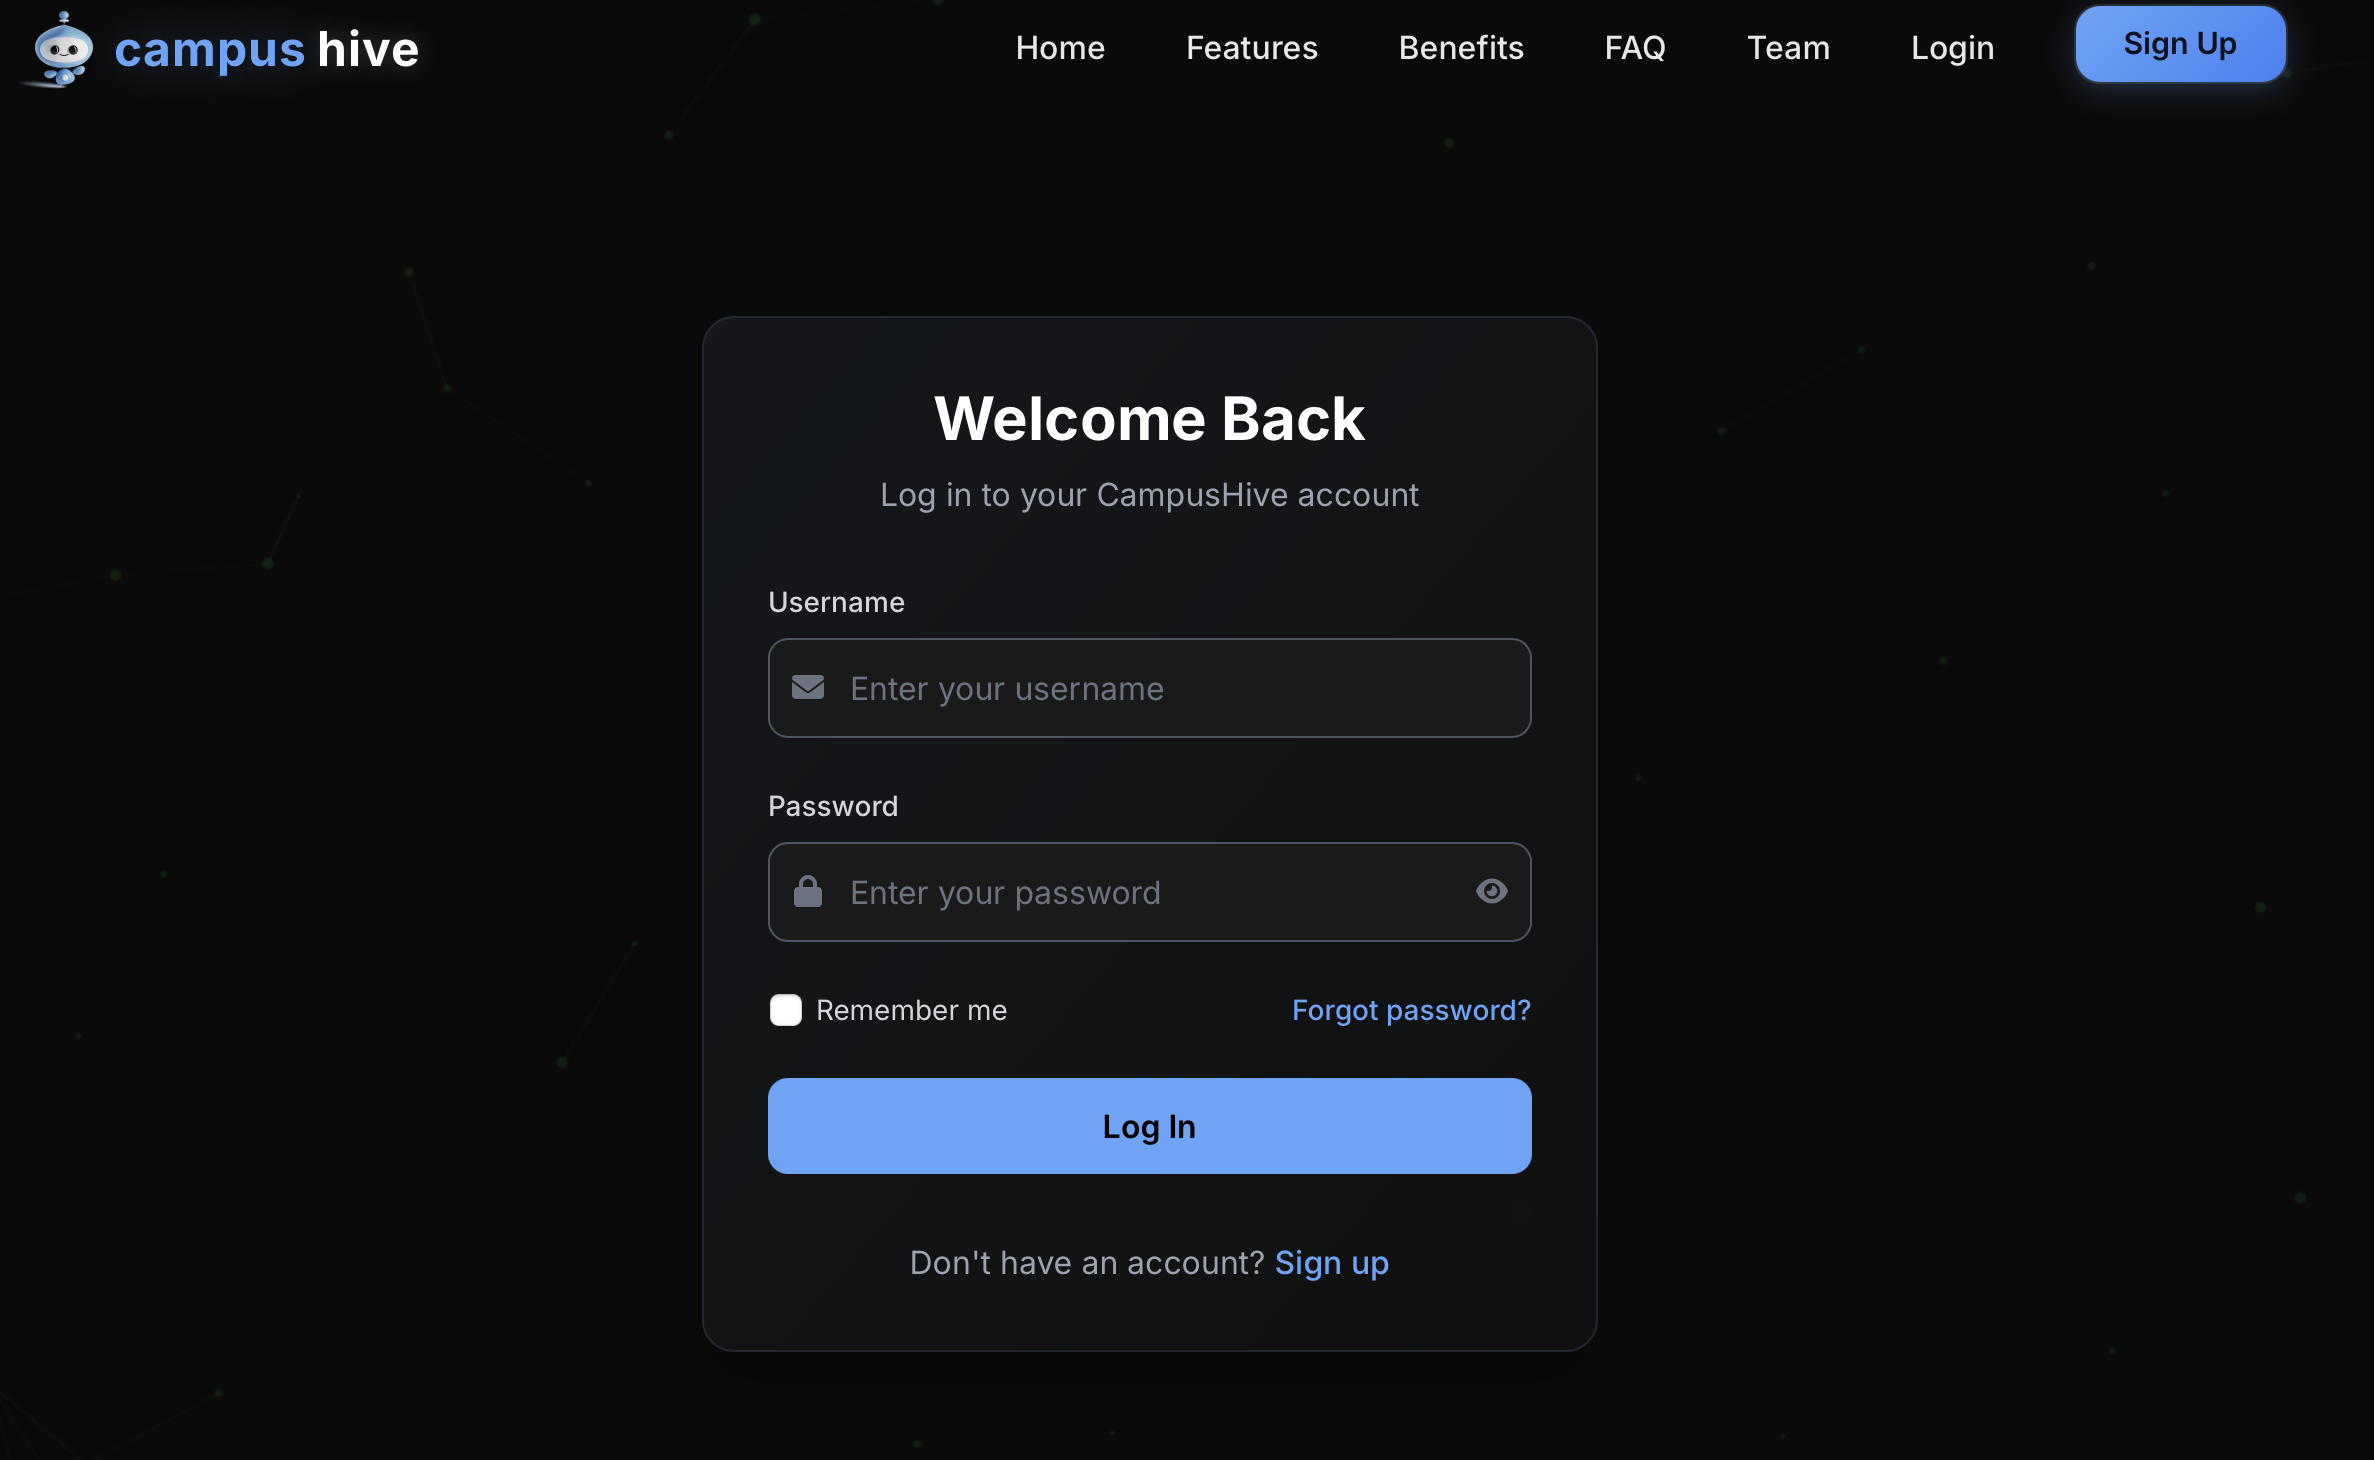 campus hive
Home
Features
Benefits
FAQ
Team
Login
Sign Up
Welcome Back
Log in to your CampusHive account
Username
Enter your username
Password
Enter your password
Remember me
Forgot password?
Log In
Don't have an account? Sign up